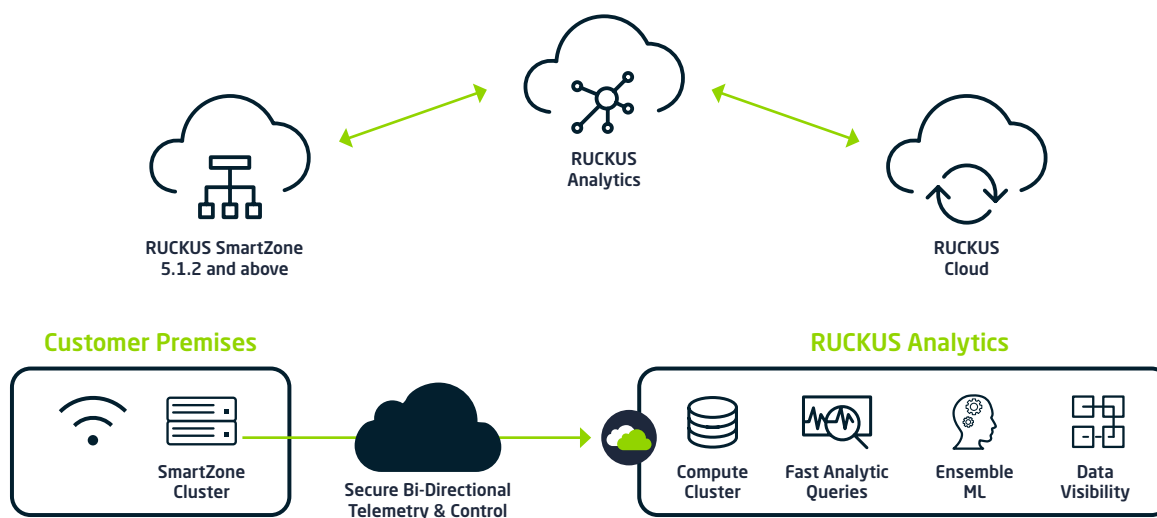 RUCKUS
Analytics
RUCKUS SmartZone
5.1.2 and above
RUCKUS
Cloud
Customer Premises
RUCKUS Analytics
SmartZone
Cluster
Secure Bi-Directional
Telemetry & Control
Compute
Cluster
Fast Analytic
Queries
Ensemble
ML
Data
Visibility